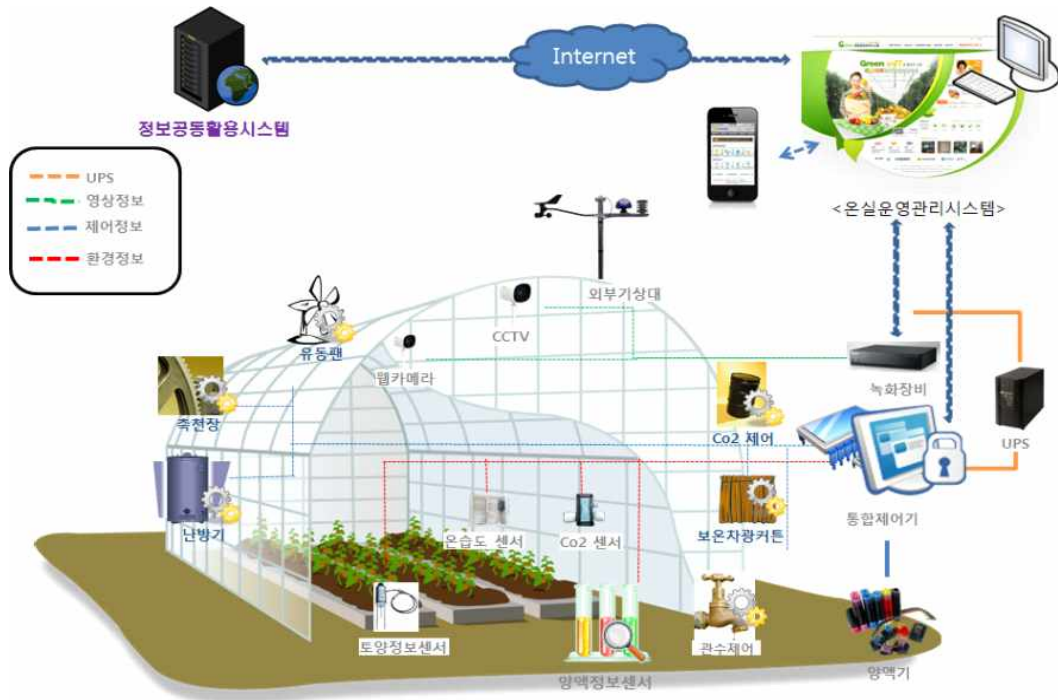 Internet
정보공동활용시스템
UPS
영상정보
제어정보
환경정보
<온실운영관리시스템>
외부기상대
CCTV
유동팬
웹카메라
녹화장비
측천장
Co2 제어
UPS
난방기
온습도 센서
Co2 센서
보온차광커튼
통합제어기
토양정보센서
양액정보센서
관수제어
양액기